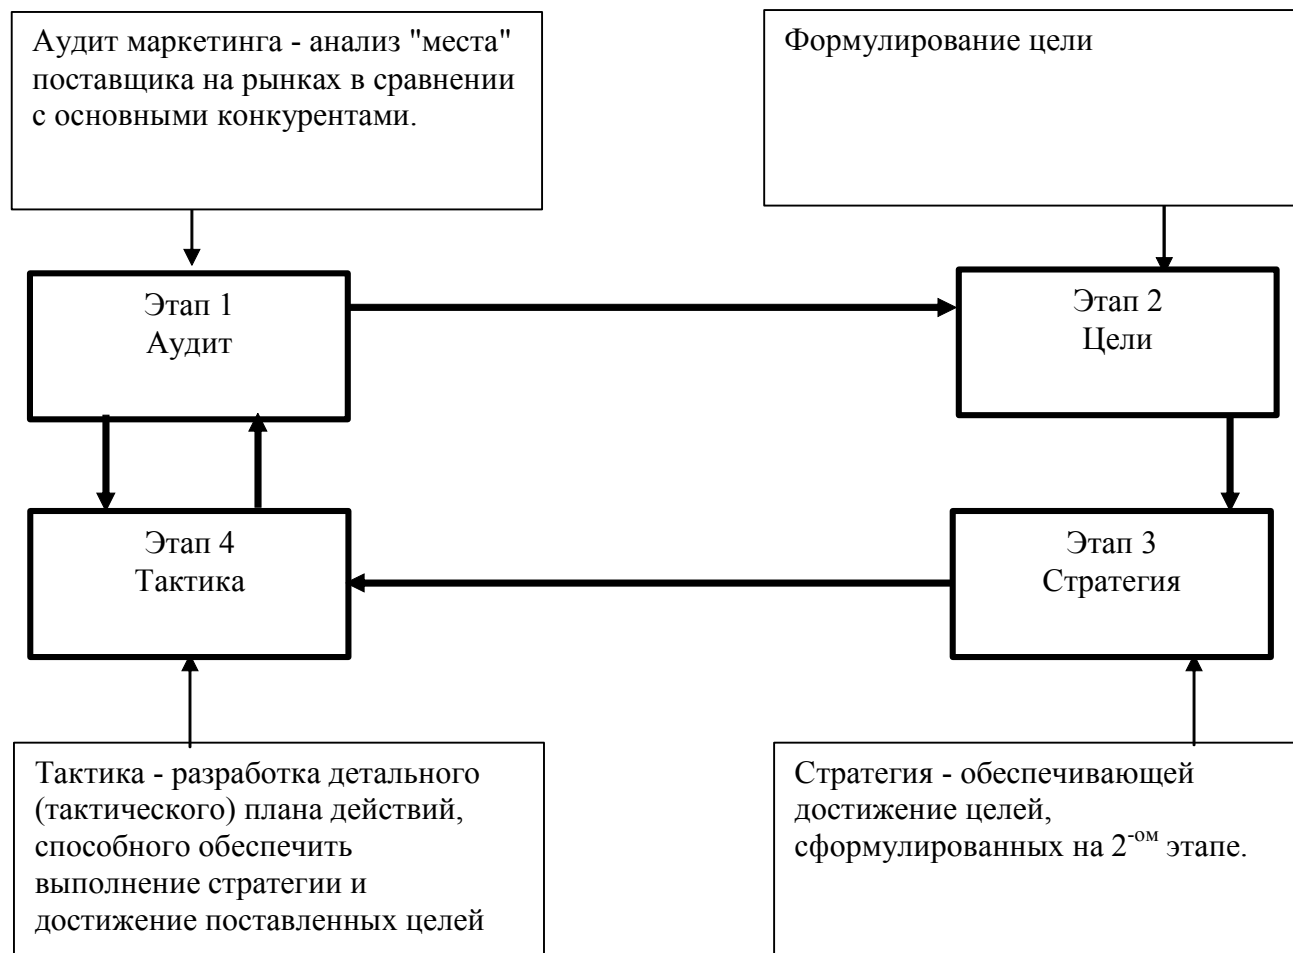 Аудит маркетинга - анализ "места"
поставщика на рынках в сравнении
с основными конкурентами.
Формулирование цели
Этап 1
Аудит
Этап 2
Цели
Этап 4
Тактика
Этап 3
Стратегия
Тактика - разработка детального
(тактического) плана действий,
способного обеспечить
выполнение стратегии и
достижение поставленных целей
Стратегия - обеспечивающей
достижение целей,
сформулированных на 2-ом этапе.